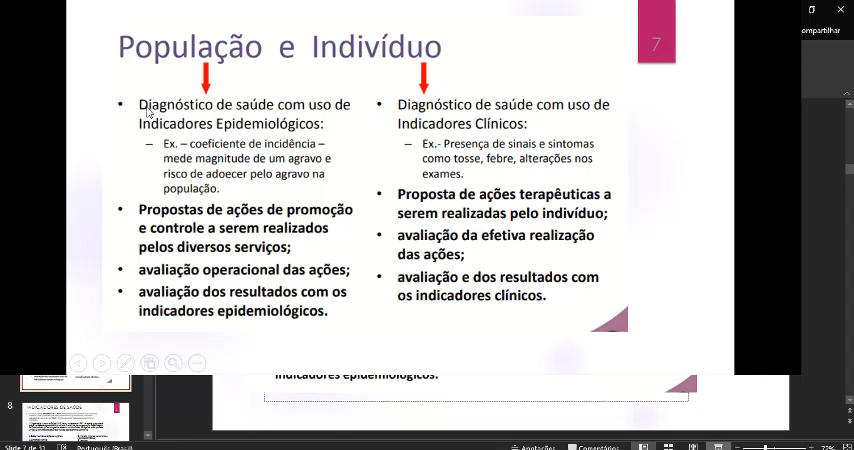 ompartilhar
7
População e Indivíduo
• Diagnóstico de saúde com uso de
Indicadores Epidemiológicos:
– Ex. – coeficiente de incidência –
mede magnitude de um agravo e
risco de adoecer pelo agravo na
população.
• Propostas de ações de promoção
e controle a serem realizados
pelos diversos serviços;
• avaliação operacional das ações;
• avaliação dos resultados com os
indicadores epidemiológicos.
• Diagnóstico de saúde com uso de
Indicadores Clínicos:
– Ex.- Presença de sinais e sintomas
como tosse, febre, alterações nos
exames.
• Proposta de ações terapêuticas a
serem realizadas pelo indivíduo;
• avaliação da efetiva realização
das ações;
• avaliação e dos resultados com
os indicadores clínicos.
indicadores epidemiológicos.
8
INDICADORES DE SAÚDE
Slide 7 de 31
Português (Brasil)
Anotações
Comentários
72%